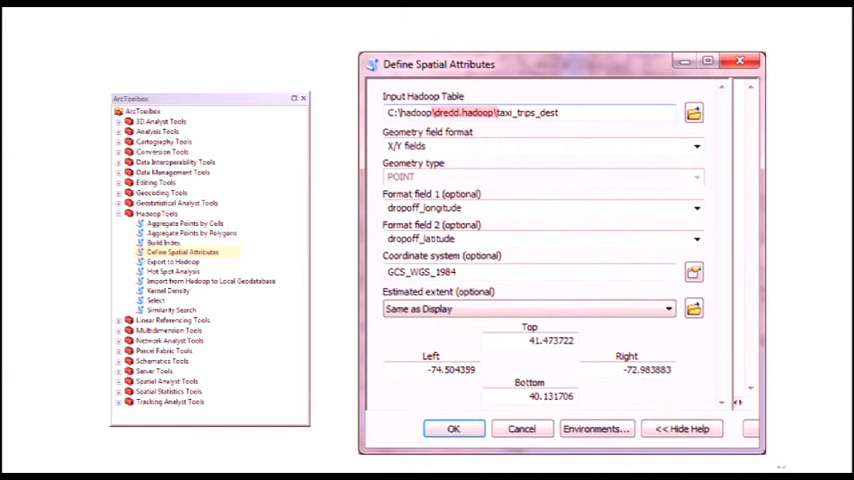 ArcToolbox
ArcToolbox
3D Analyst Tools
Analysis Tools
Cartography Tools
Conversion Tools
Data Interoperability Tools
Data Management Tools
Editing Tools
Geocoding Tools
Geostatistical Analyst Tools
Hadoop Tools
Aggregate Points by Cells
Aggregate Points by Polygons
Build Index
Define Spatial Attributes
Export to Hadoop
Hot Spot Analysis
Import from Hadoop to Local Geodatabase
Kernel Density
Select
Similarity Search
Linear Referencing Tools
Multidimension Tools
Network Analyst Tools
Parcel Fabric Tools
Schematics Tools
Server Tools
Spatial Analyst Tools
Spatial Statistics Tools
Tracking Analyst Tools
Define Spatial Attributes
Input Hadoop Table
C:\hadoop\dredd.hadoop\taxi_trips_dest
Geometry field format
X/Y fields
Geometry type
POINT
Format field 1 (optional)
dropoff_longitude
Format field 2 (optional)
dropoff_latitude
Coordinate system (optional)
GCS_WGS_1984
Estimated extent (optional)
Same as Display
Top
41.473722
Left Right
-74.504359 -72.983883
Bottom
40.131706
OK Cancel Environments... << Hide Help